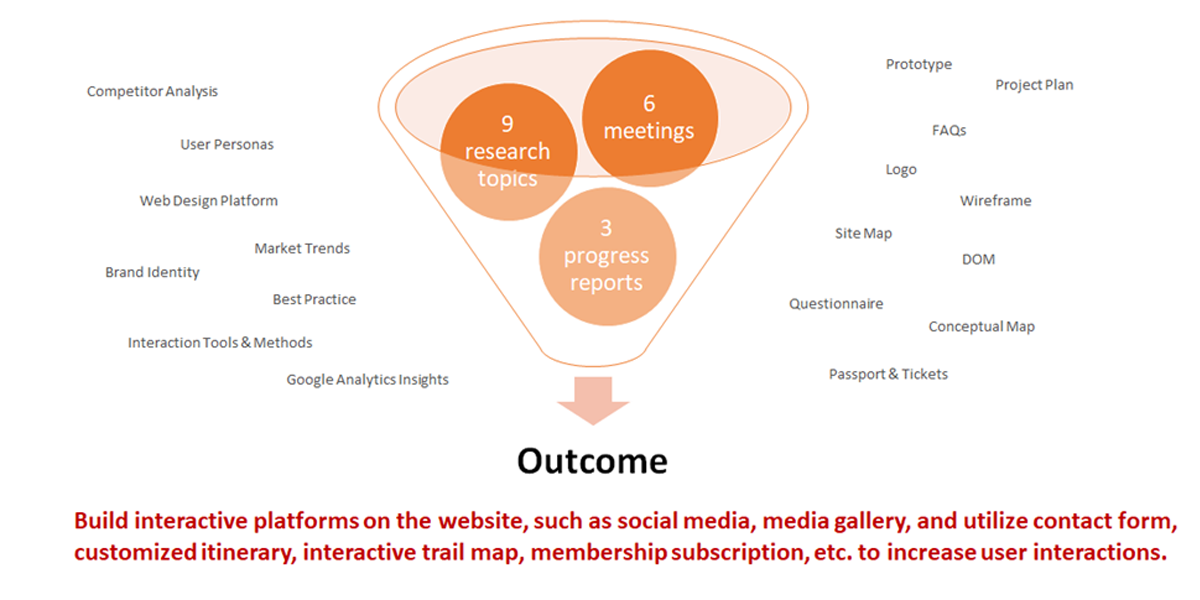 Competitor Analysis
User Personas
Web Design Platform
Market Trends
Brand Identity
Best Practice
Interaction Tools & Methods
Google Analytics Insights
9
research
topics
6
meetings
3
progress
reports
Prototype
Project Plan
FAQs
Logo
Wireframe
Site Map
DOM
Questionnaire
Conceptual Map
Passport & Tickets
Outcome
Build interactive platforms on the website, such as social media, media gallery, and utilize contact form,
customized itinerary, interactive trail map, membership subscription, etc. to increase user interactions.